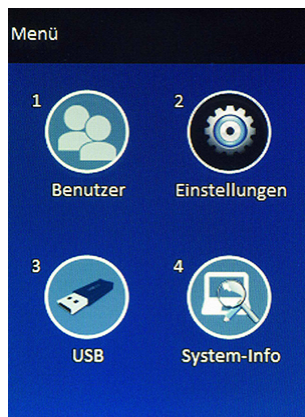 Menü
1
2
Benutzer
Einstellungen
3
4
USB
System-Info